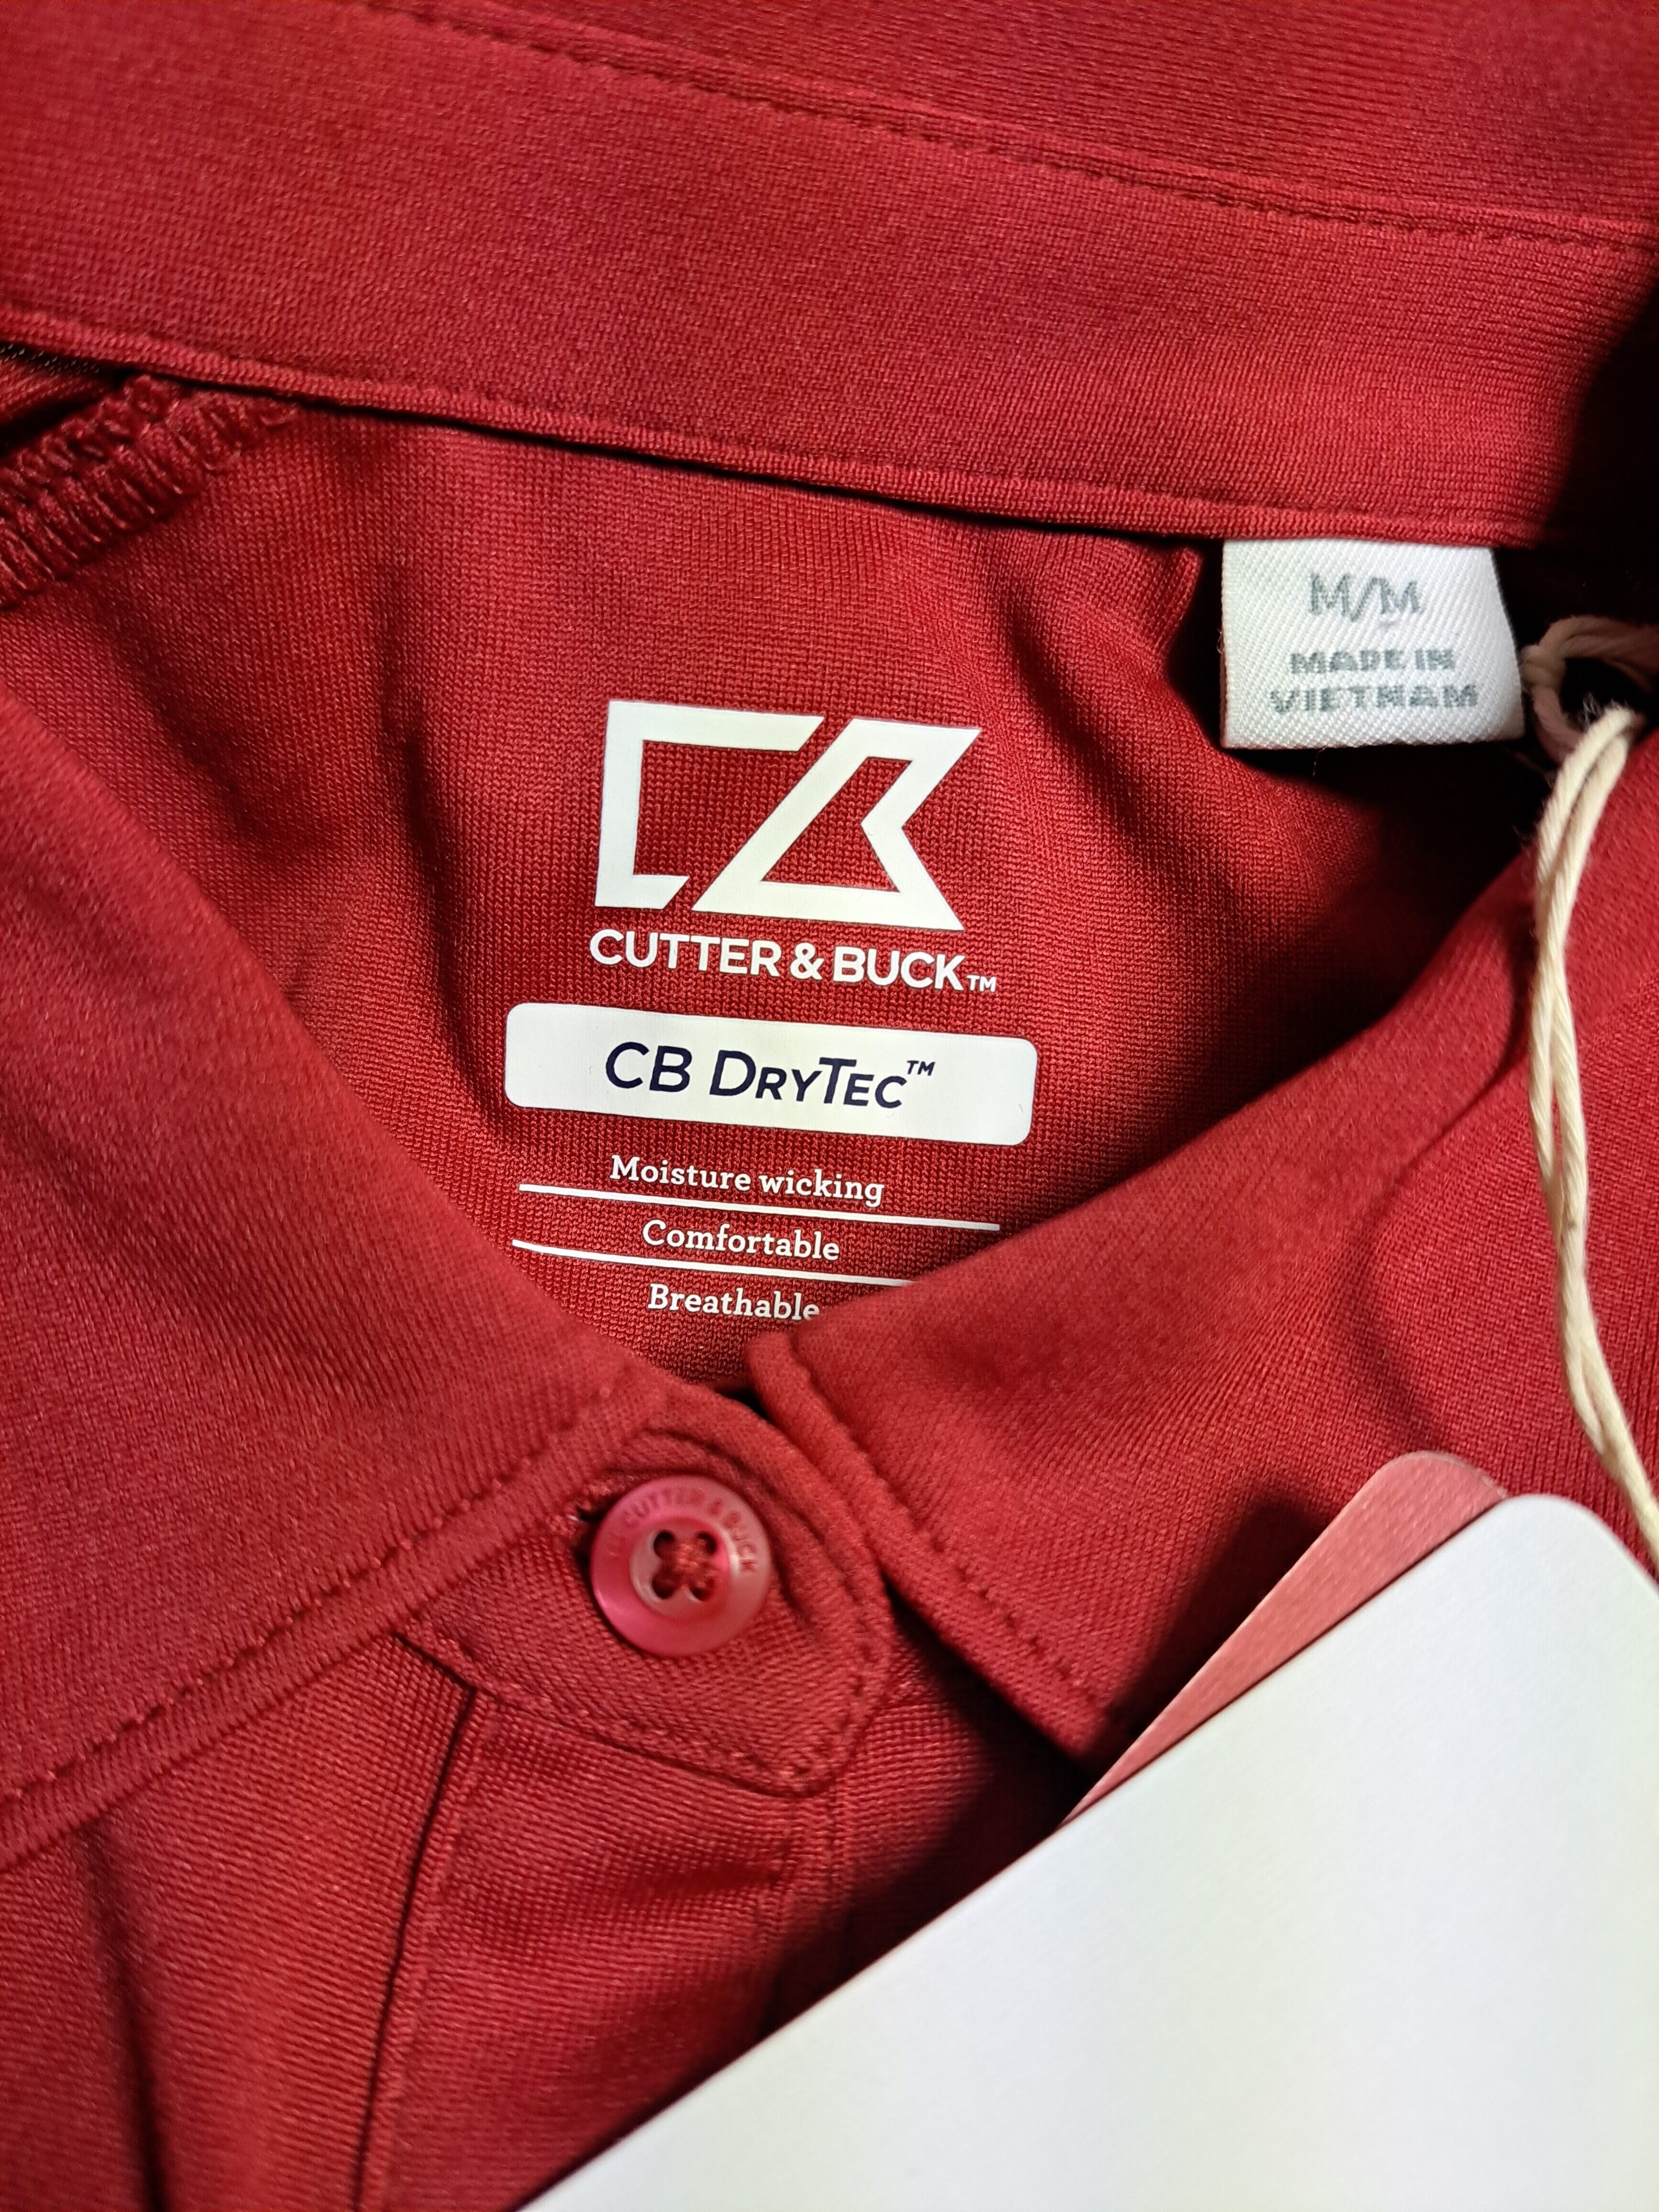 M/M
MADE IN
VIETNAM
CUTTER & BUCK™
CB DRYTEC™
Moisture wicking
Comfortable
Breathable
CUTTER & BUCK